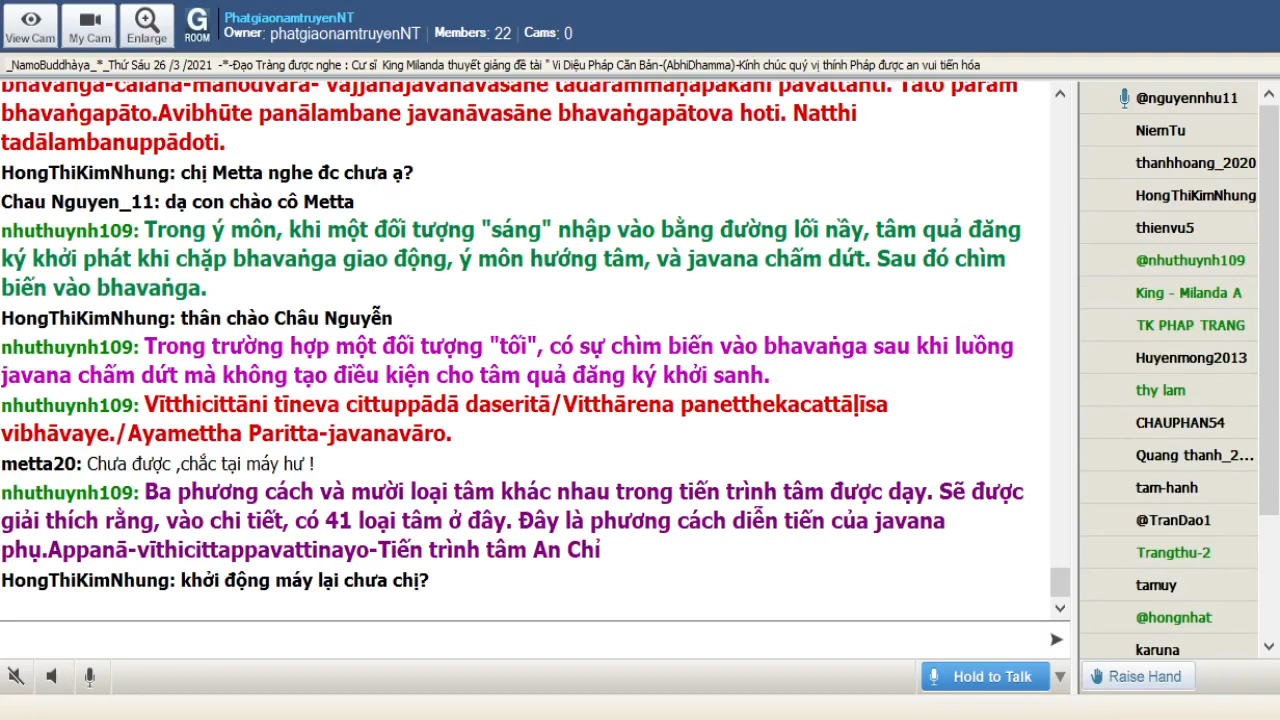 PhatgiaonamtruyenNT
View Cam
My Cam
Enlarge
G
ROOM
Owner: phatgiaonamtruyenNT | Members: 22 | Cams: 0
_NamoBuddhàya_*_Thứ Sáu 26 /3 /2021 -*-Đạo Tràng được nghe : Cư sĩ King Milanda thuyết giảng đề tài " Vi Diệu Pháp Căn Bản-(AbhiDhamma)-Kính chúc quý vị thính Pháp được an vui tiến hóa
bhavaṅga-calana-manodvārā- vajjanajavanāvasāne tadārammaṇapākāni pavattanti. Tato paraṃ
bhavaṅgapāto.Avibhūte panālambane javanāvasāne bhavaṅgapātova hoti. Natthi
tadālambanuppādoti.
HongThiKimNhung: chị Metta nghe đc chưa ạ?
Chau Nguyen_11: dạ con chào cô Metta
nhuthuynh109: Trong ý môn, khi một đối tượng "sáng" nhập vào bằng đường lối nầy, tâm quả đăng
ký khởi phát khi chặp bhavaṅga giao động, ý môn hướng tâm, và javana chấm dứt. Sau đó chìm
biến vào bhavaṅga.
HongThiKimNhung: thân chào Châu Nguyễn
nhuthuynh109: Trong trường hợp một đối tượng "tối", có sự chìm biến vào bhavaṅga sau khi luồng
javana chấm dứt mà không tạo điều kiện cho tâm quả đăng ký khởi sanh.
nhuthuynh109: Vītthicittāni tīneva cittuppādā daseritā/Vitthārena panetthekacattāḷīsa
vibhāvaye./Ayamettha Paritta-javanavāro.
metta20: Chưa được ,chắc tại máy hư !
nhuthuynh109: Ba phương cách và mười loại tâm khác nhau trong tiến trình tâm được dạy. Sẽ được
giải thích rằng, vào chi tiết, có 41 loại tâm ở đây. Đây là phương cách diễn tiến của javana
phụ.Appanā-vīthicittappavattinayo-Tiến trình tâm An Chỉ
HongThiKimNhung: khởi động máy lại chưa chị?
Hold to Talk
@nguyennhu11
NiemTu
thanhhoang_2020
HongThiKimNhung
thienvu5
@nhuthuynh109
King - Milanda A
TK PHAP TRANG
Huyenmong2013
thy lam
CHAUPHAN54
Quang thanh_2...
tam-hanh
@TranDao1
Trangthu-2
tamuy
@hongnhat
karuna
Raise Hand